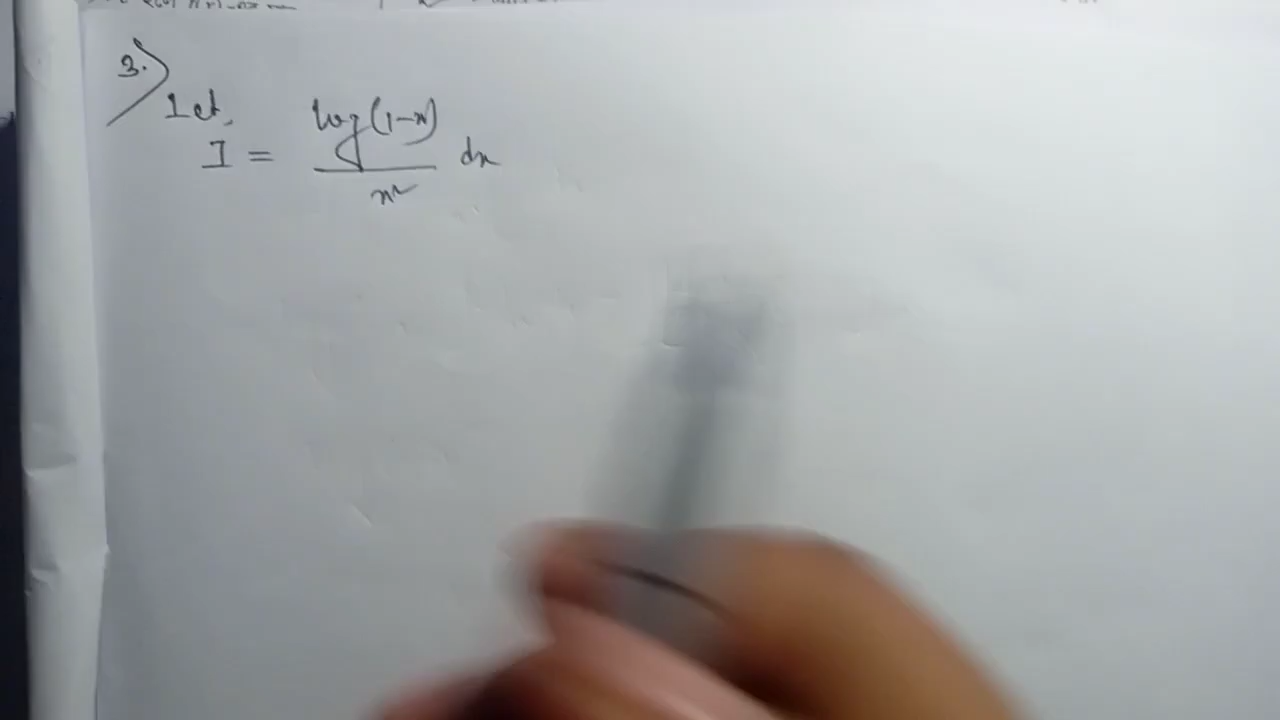 3.
Let,
I = log(1-x) / x² dx